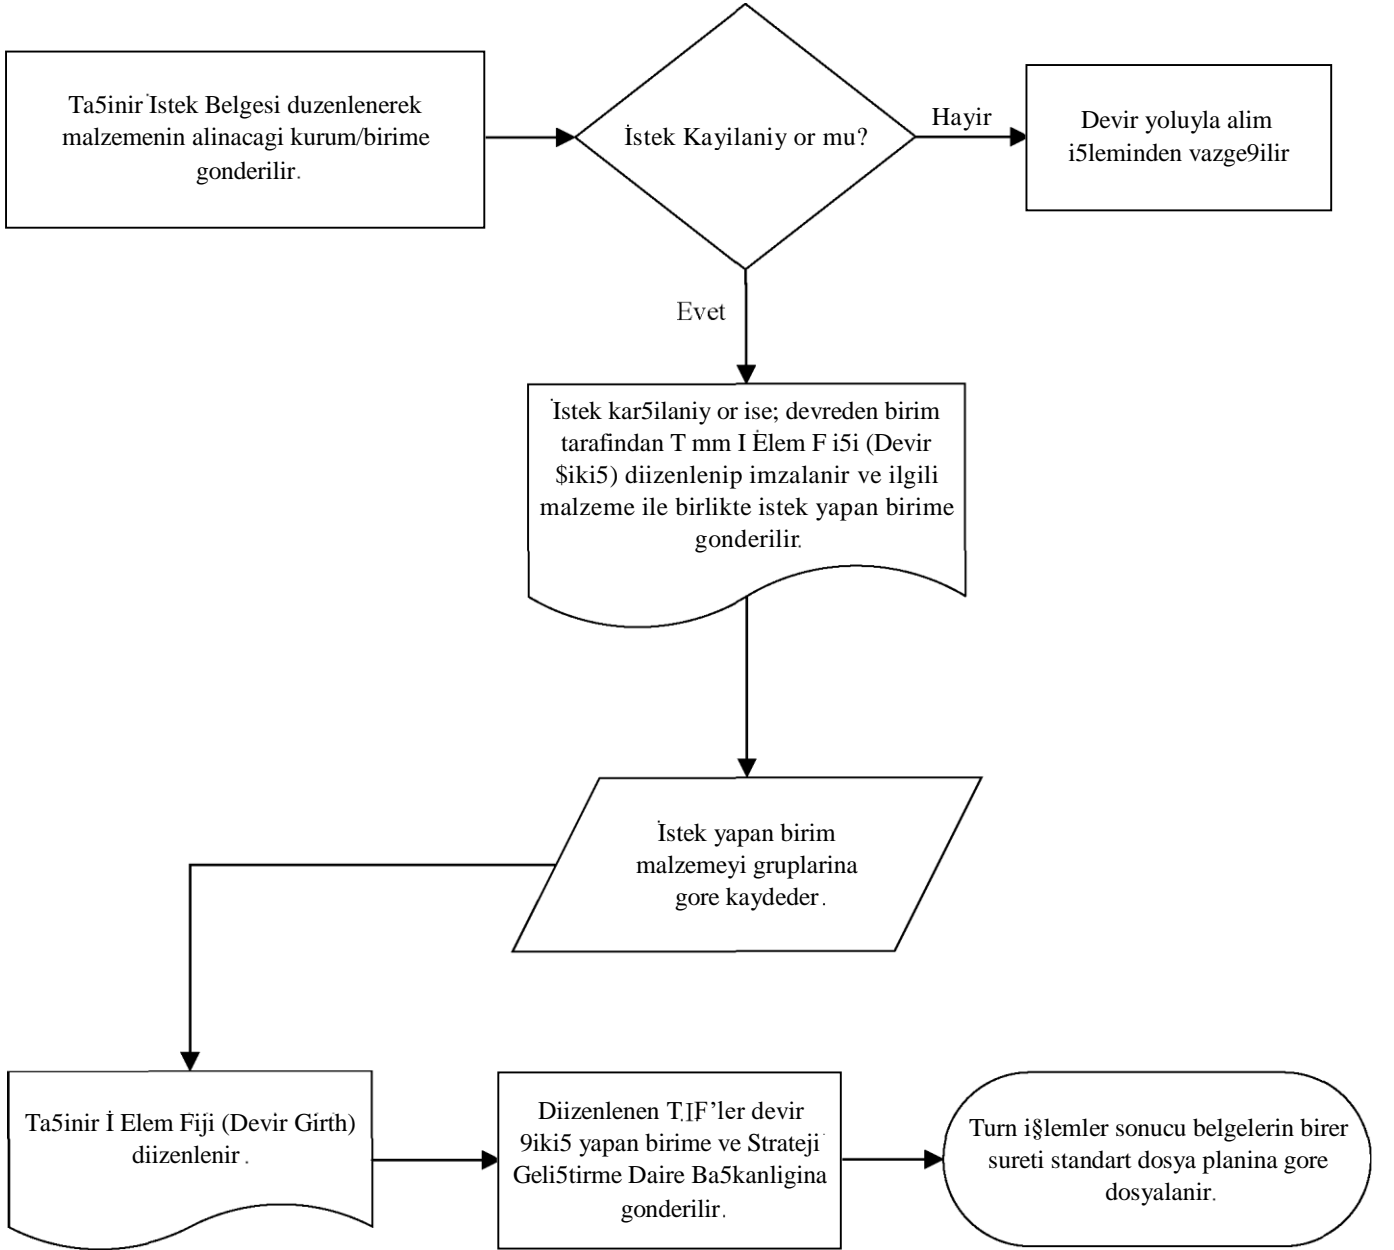 Ta5inir İstek Belgesi duzenlenerek
malzemenin alinacagi kurum/birime
gonderilir.
İstek Kayilaniy or mu?
Hayir
Devir yoluyla alim
i5leminden vazge9ilir
Evet
İstek kar5ilaniy or ise; devreden birim
tarafindan T mm I Elem F i5i (Devir
$iki5) diizenlenip imzalanir ve ilgili
malzeme ile birlikte istek yapan birime
gonderilir.
İstek yapan birim
malzemeyi gruplarina
gore kaydeder.
Ta5inir İ Elem Fiji (Devir Girth)
diizenlenir.
Diizenlenen T.IF’ler devir
9iki5 yapan birime ve Strateji
Geli5tirme Daire Ba5kanligina
gonderilir.
Turn i§lemler sonucu belgelerin birer
sureti standart dosya planina gore
dosyalanir.